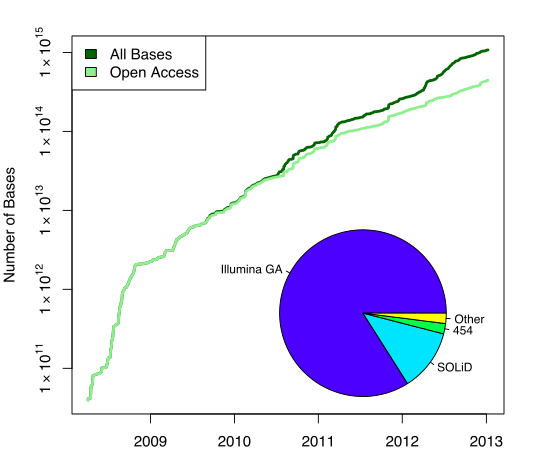 All Bases
Open Access
Number of Bases
1×10^15
1×10^14
1×10^13
1×10^12
1×10^11
Illumina GA
Other
454
SOLiD
2009 2010 2011 2012 2013